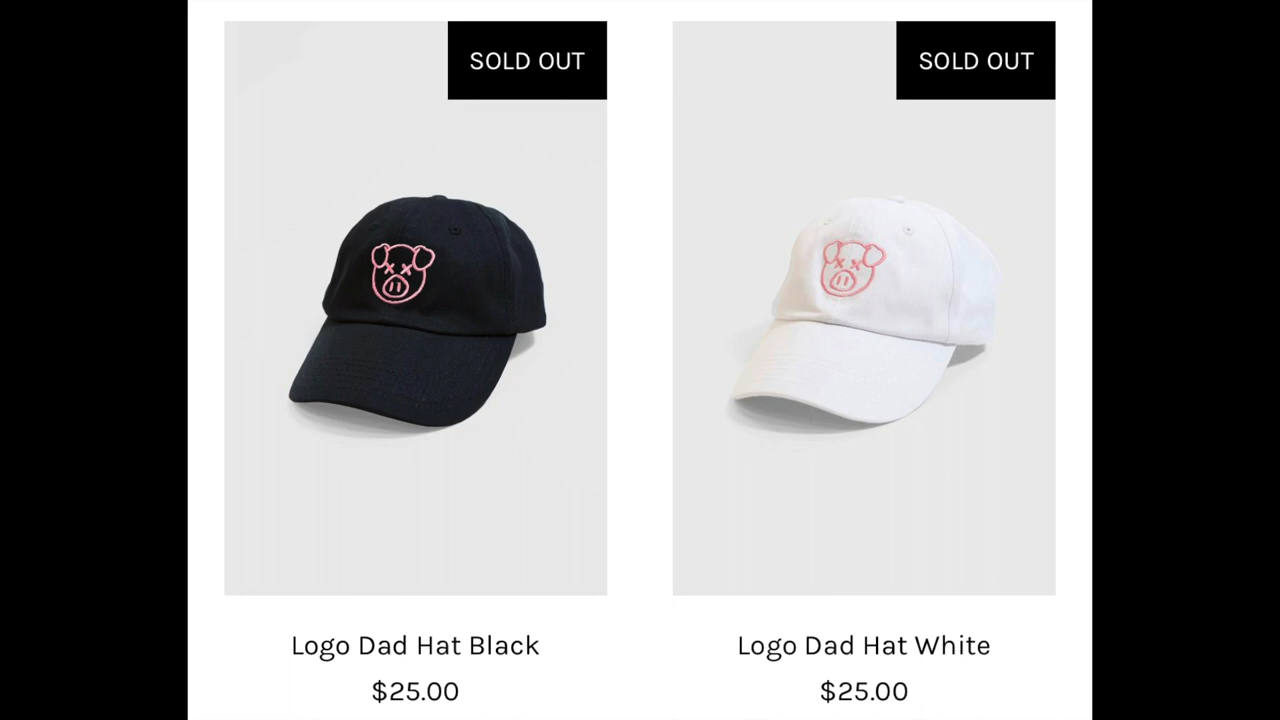 SOLD OUT
SOLD OUT
Logo Dad Hat Black
$25.00
Logo Dad Hat White
$25.00